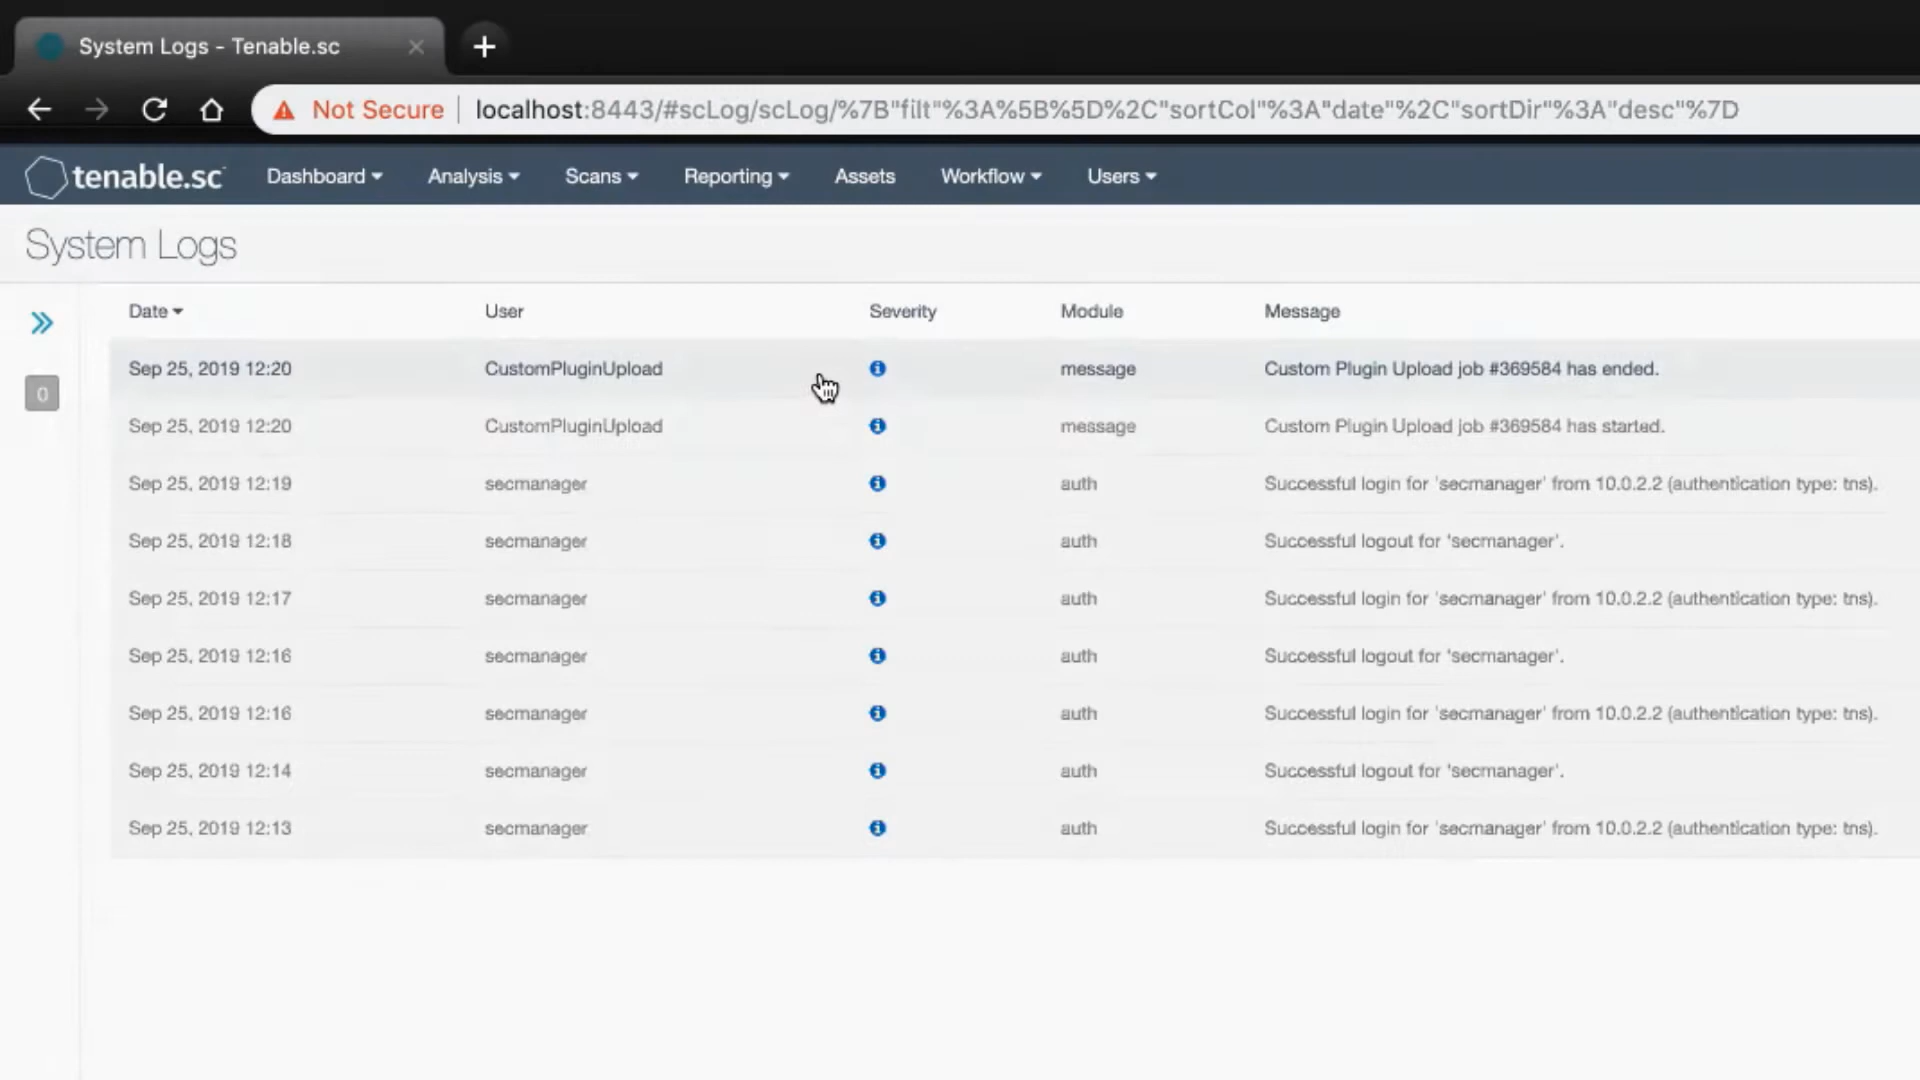 System Logs - Tenable.sc
Not Secure localhost:8443/#scLog/scLog/%7B"filt"%3A%5B%5D%2C"sortCol"%3A"date"%2C"sortDir"%3A"desc"%7D
tenable.sc Dashboard Analysis Scans Reporting Assets Workflow Users
System Logs
Date User Severity Module Message
Sep 25, 2019 12:20 CustomPluginUpload message Custom Plugin Upload job #369584 has ended.
0
Sep 25, 2019 12:20 CustomPluginUpload message Custom Plugin Upload job #369584 has started.
Sep 25, 2019 12:19 secmanager auth Successful login for 'secmanager' from 10.0.2.2 (authentication type: tns).
Sep 25, 2019 12:18 secmanager auth Successful logout for 'secmanager'.
Sep 25, 2019 12:17 secmanager auth Successful login for 'secmanager' from 10.0.2.2 (authentication type: tns).
Sep 25, 2019 12:16 secmanager auth Successful logout for 'secmanager'.
Sep 25, 2019 12:16 secmanager auth Successful login for 'secmanager' from 10.0.2.2 (authentication type: tns).
Sep 25, 2019 12:14 secmanager auth Successful logout for 'secmanager'.
Sep 25, 2019 12:13 secmanager auth Successful login for 'secmanager' from 10.0.2.2 (authentication type: tns).